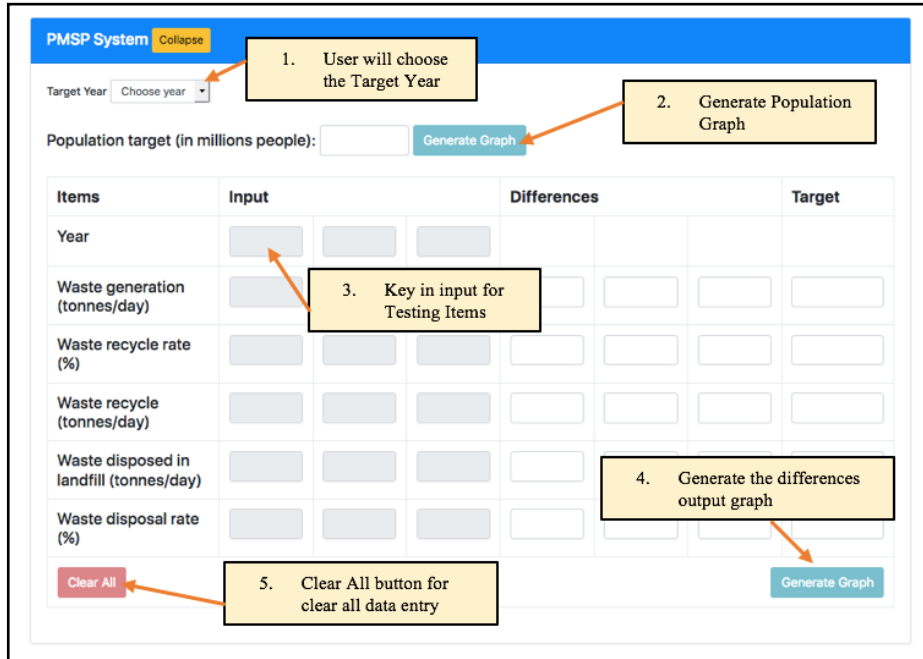 PMSP System Collapse
1. User will choose
the Target Year
Target Year Choose year
2. Generate Population
Graph
Population target (in millions people): Generate Graph
Items Input Differences Target
Year
3. Key in input for
Testing Items
Waste generation
(tonnes/day)
Waste recycle rate
(%)
Waste recycle
(tonnes/day)
Waste disposed in
landfill (tonnes/day)
4. Generate the differences
output graph
Waste disposal rate
(%)
Clear All
5. Clear All button for
clear all data entry
Generate Graph